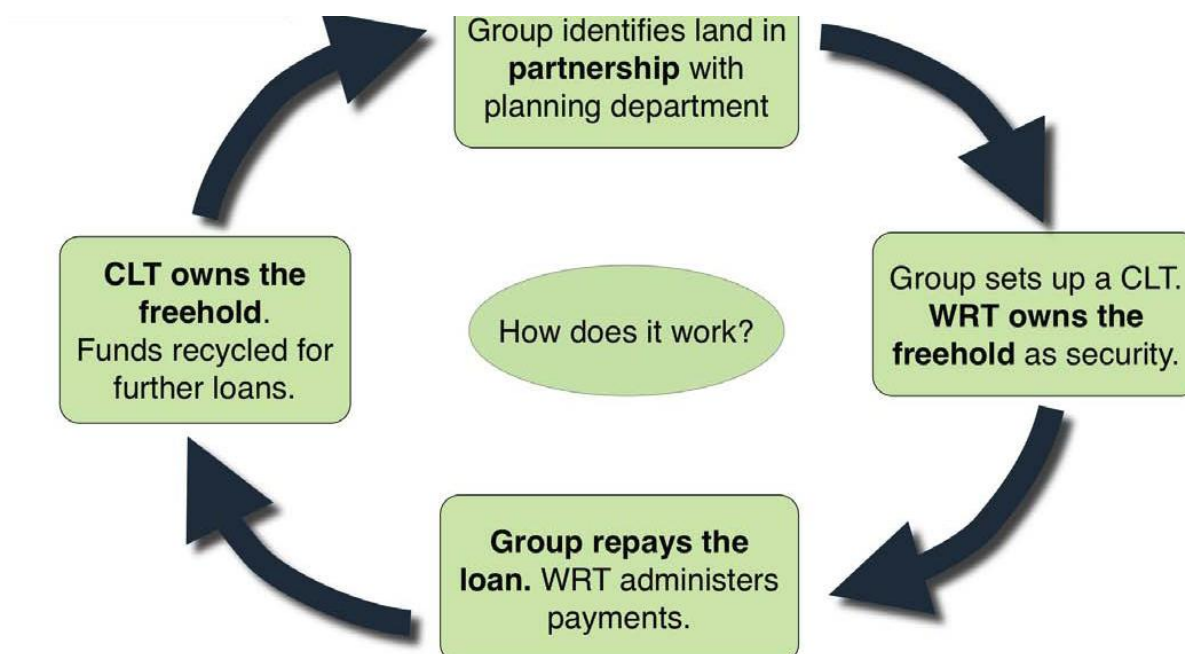 Group identifies land in
partnership with
planning department
CLT owns the
freehold.
Funds recycled for
further loans.
How does it work?
Group sets up a CLT.
WRT owns the
freehold as security.
Group repays the
loan. WRT administers
payments.